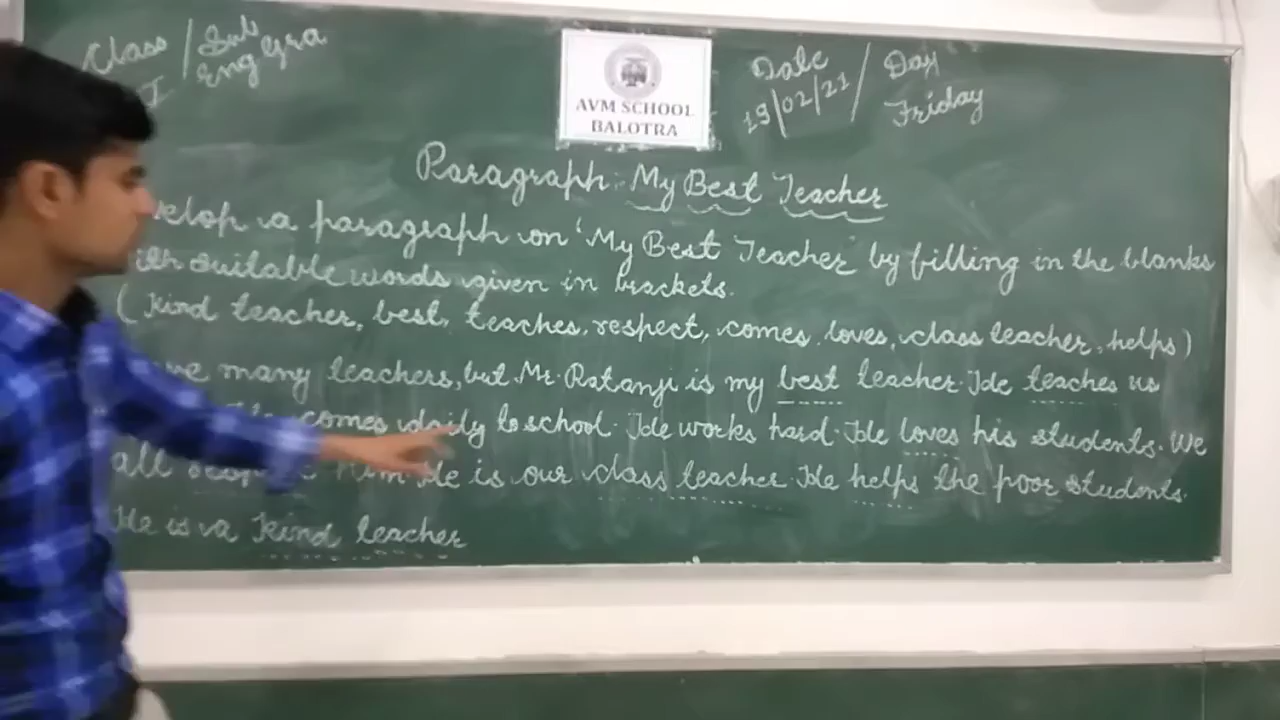 Class / Sub
I Eng Gra
AVM SCHOOL
BALOTRA
Date / Day
19/02/21 Friday
Paragraph: My Best Teacher
velop a paragraph on 'My Best Teacher' by filling in the blanks
ith suitable words given in brackets.
(kind teacher, best, teaches, respect, comes, loves, class teacher, helps)
ve many teachers, but Mr. Ratanji is my best teacher. He teaches us
comes daily to school. He works hard. He loves his students. We
all him. He is our class teacher. He helps the poor students.
He is a kind teacher